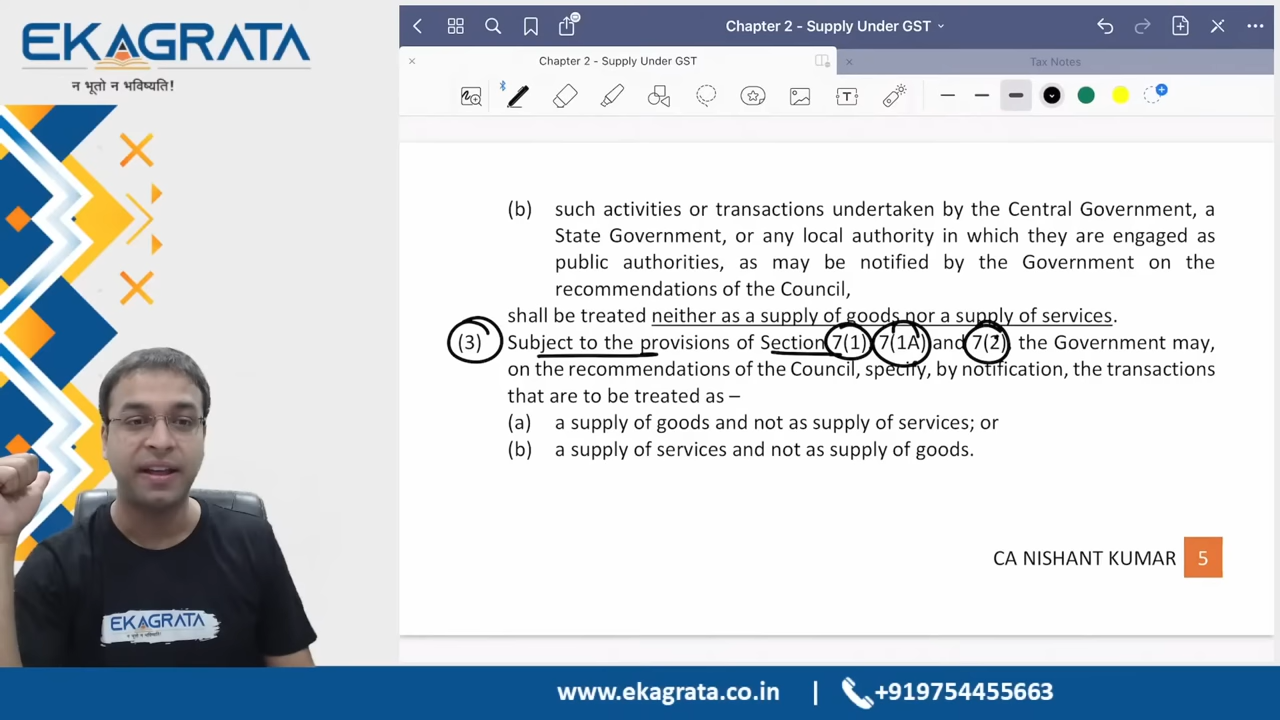 EKAGRATA
न भूतो न भविष्यति!
Chapter 2 - Supply Under GST
Chapter 2 - Supply Under GST
Tax Notes
(b) such activities or transactions undertaken by the Central Government, a
State Government, or any local authority in which they are engaged as
public authorities, as may be notified by the Government on the
recommendations of the Council,
shall be treated neither as a supply of goods nor a supply of services.
(3) Subject to the provisions of Section 7(1) 7(1A) and 7(2), the Government may,
on the recommendations of the Council, specify, by notification, the transactions
that are to be treated as –
(a) a supply of goods and not as supply of services; or
(b) a supply of services and not as supply of goods.
CA NISHANT KUMAR 5
EKAGRATA
न भूतो न भविष्यति!
www.ekagrata.co.in | +919754455663